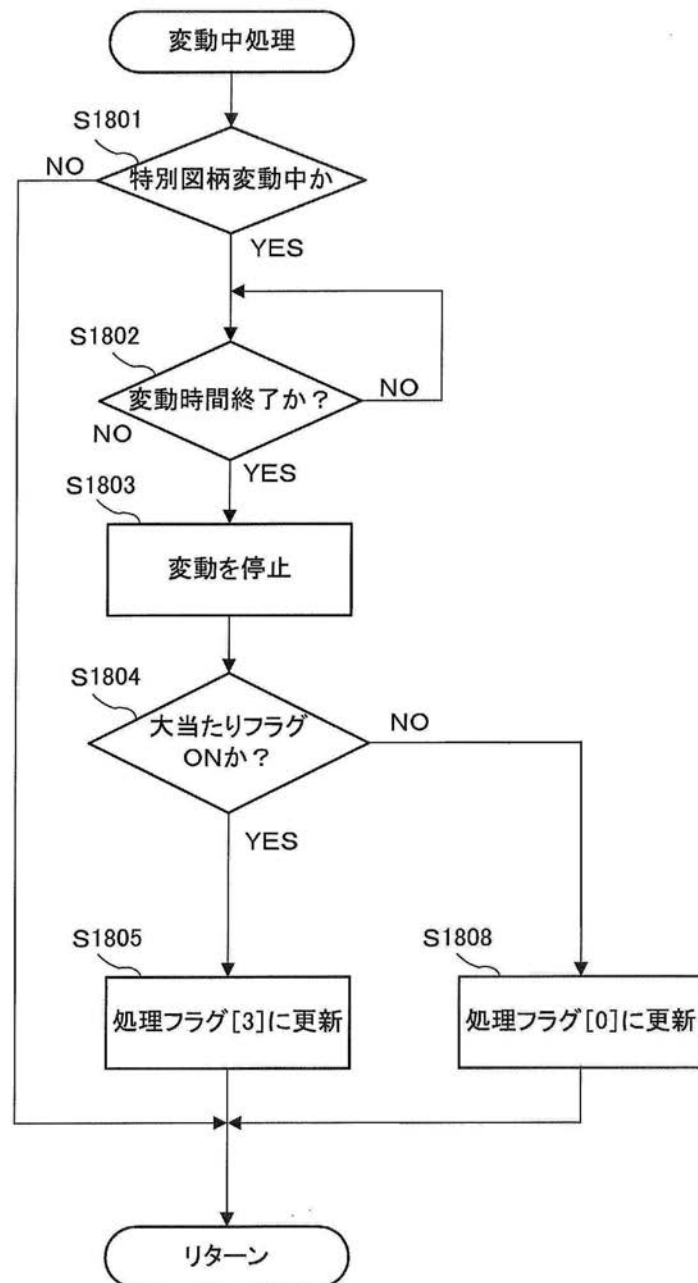 変動中処理
S1801
NO
特別図柄変動中か
YES
S1802
変動時間終了か？
NO
NO
YES
S1803
変動を停止
S1804
大当たりフラグ
ONか？
NO
YES
S1805
処理フラグ[3]に更新
S1808
処理フラグ[0]に更新
リターン